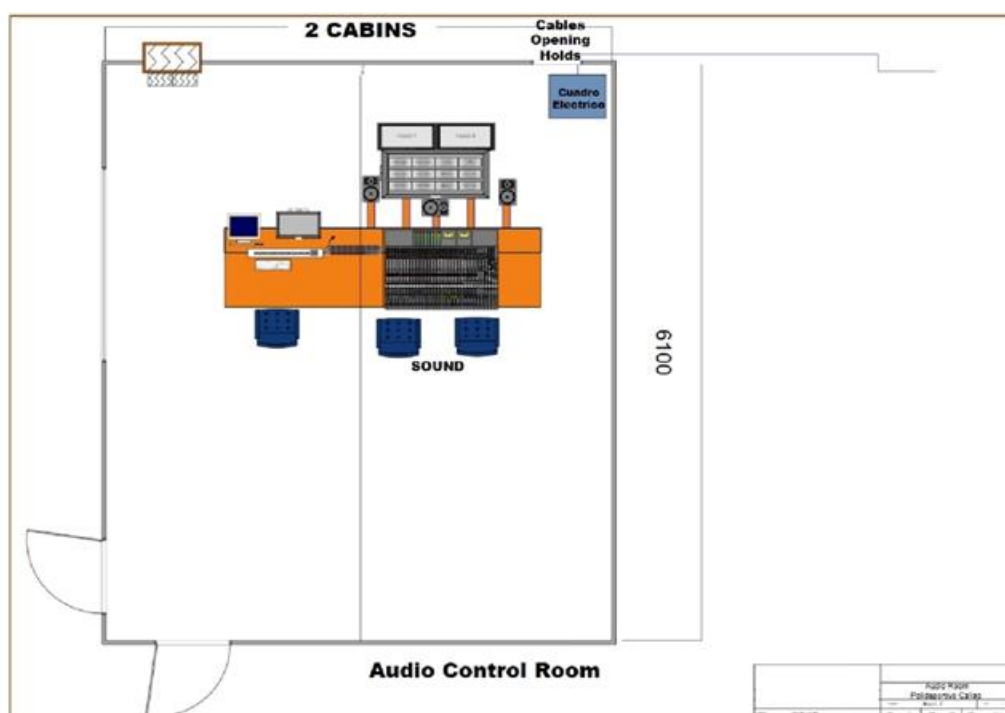 2 CABINS
Cables
Opening
Holds
Cuadro
Electrico
SOUND
6100
Audio Control Room
Audio Room
Polideportivo Callao